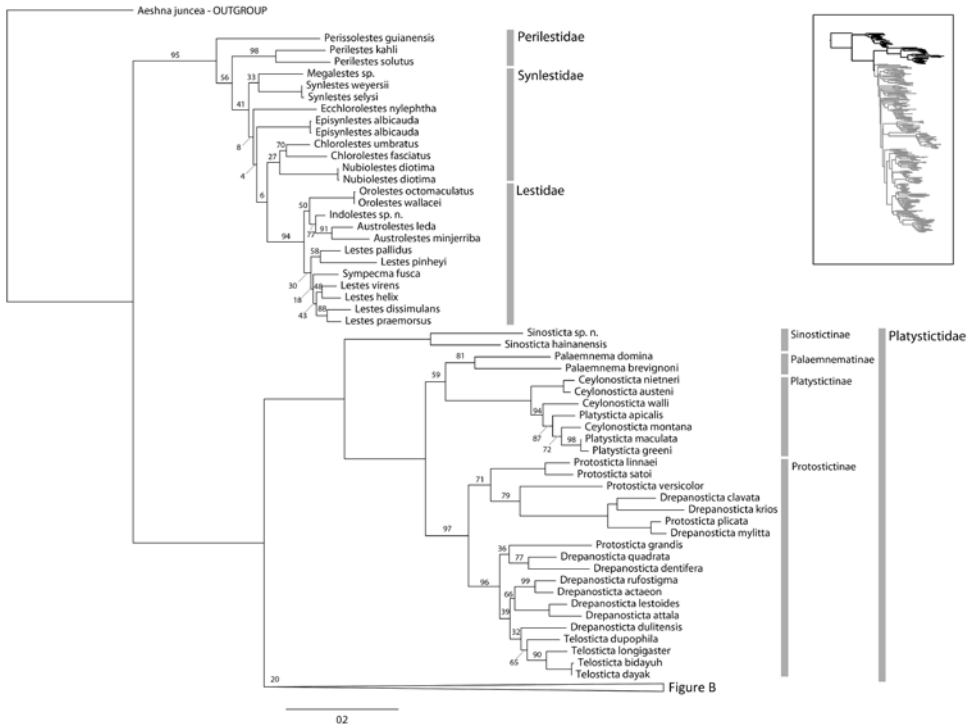 Aeshna juncea - OUTGROUP
95
Perissolestes guianensis
Perilestidae
98
Perilestes kahli
Perilestes solutus
56
33
Megalestes sp.
Synlestidae
Synlestes weyersii
41
Synlestes selysi
Ecchlorolestes nylephtha
Episynlestes albicauda
8
Episynlestes albicauda
70
Chlorolestes umbratus
27
Chlorolestes fasciatus
4
Nubiolestes diotima
Nubiolestes diotima
6
Orolestes octomaculatus
Lestidae
50
Orolestes wallacei
Indolestes sp. n.
91
Austrolestes leda
77
Austrolestes minjerriba
94
58
Lestes pallidus
Lestes pinheyi
30
Sympecma fusca
48
Lestes virens
18
Lestes helix
88
Lestes dissimulans
43
Lestes praemorsus
Sinosticta sp. n.
Sinostictinae
Platystictidae
Sinosticta hainanensis
81
Palaemnema domina
Palaemnematinae
59
Palaemnema brevignoni
Ceylonosticta nietneri
Platystictinae
Ceylonosticta austeni
94
Ceylonosticta walli
Platysticta apicalis
Ceylonosticta montana
87
98
Platysticta maculata
72
Platysticta greeni
Protosticta linnaei
Protostictinae
71
Protosticta satoi
Protosticta versicolor
79
Drepanosticta clavata
Drepanosticta krios
Protosticta plicata
97
Drepanosticta mylitta
36
Protosticta grandis
77
Drepanosticta quadrata
Drepanosticta dentifera
96
99
Drepanosticta rufostigma
66
Drepanosticta actaeon
Drepanosticta lestoides
39
Drepanosticta attala
32
Drepanosticta dulitensis
Telosticta dupophila
90
Telosticta longigaster
65
Telosticta bidayuh
Telosticta dayak
20
Figure B
02